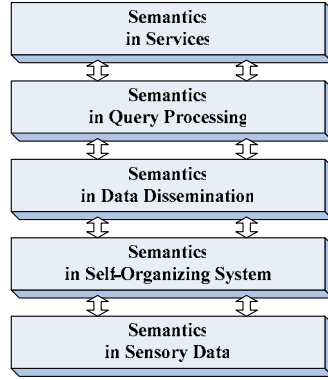 Semantics
in Services
Semantics
in Query Processing
Semantics
in Data Dissemination
Semantics
in Self-Organizing System
Semantics
in Sensory Data